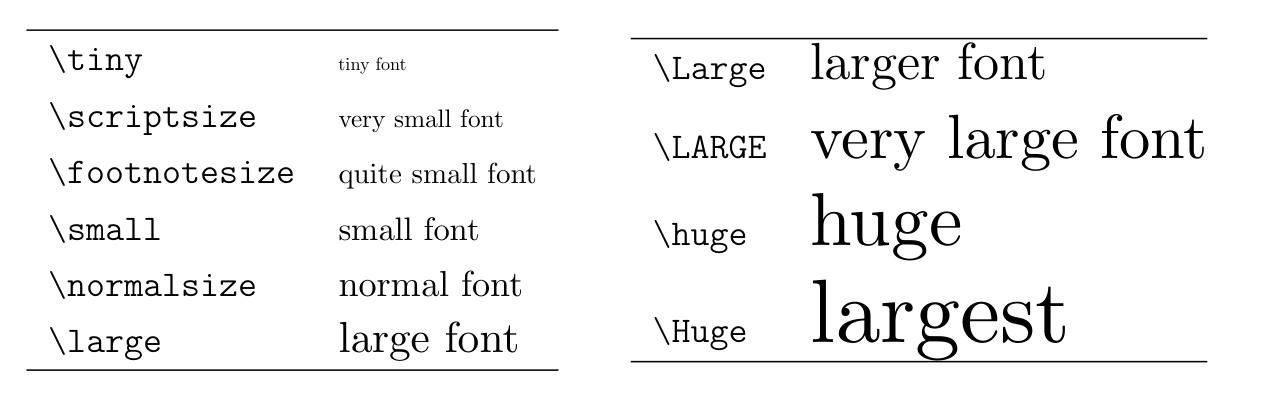 \tiny tiny font
\scriptsize very small font
\footnotesize quite small font
\small small font
\normalsize normal font
\large large font
\Large larger font
\LARGE very large font
\huge huge
\Huge largest